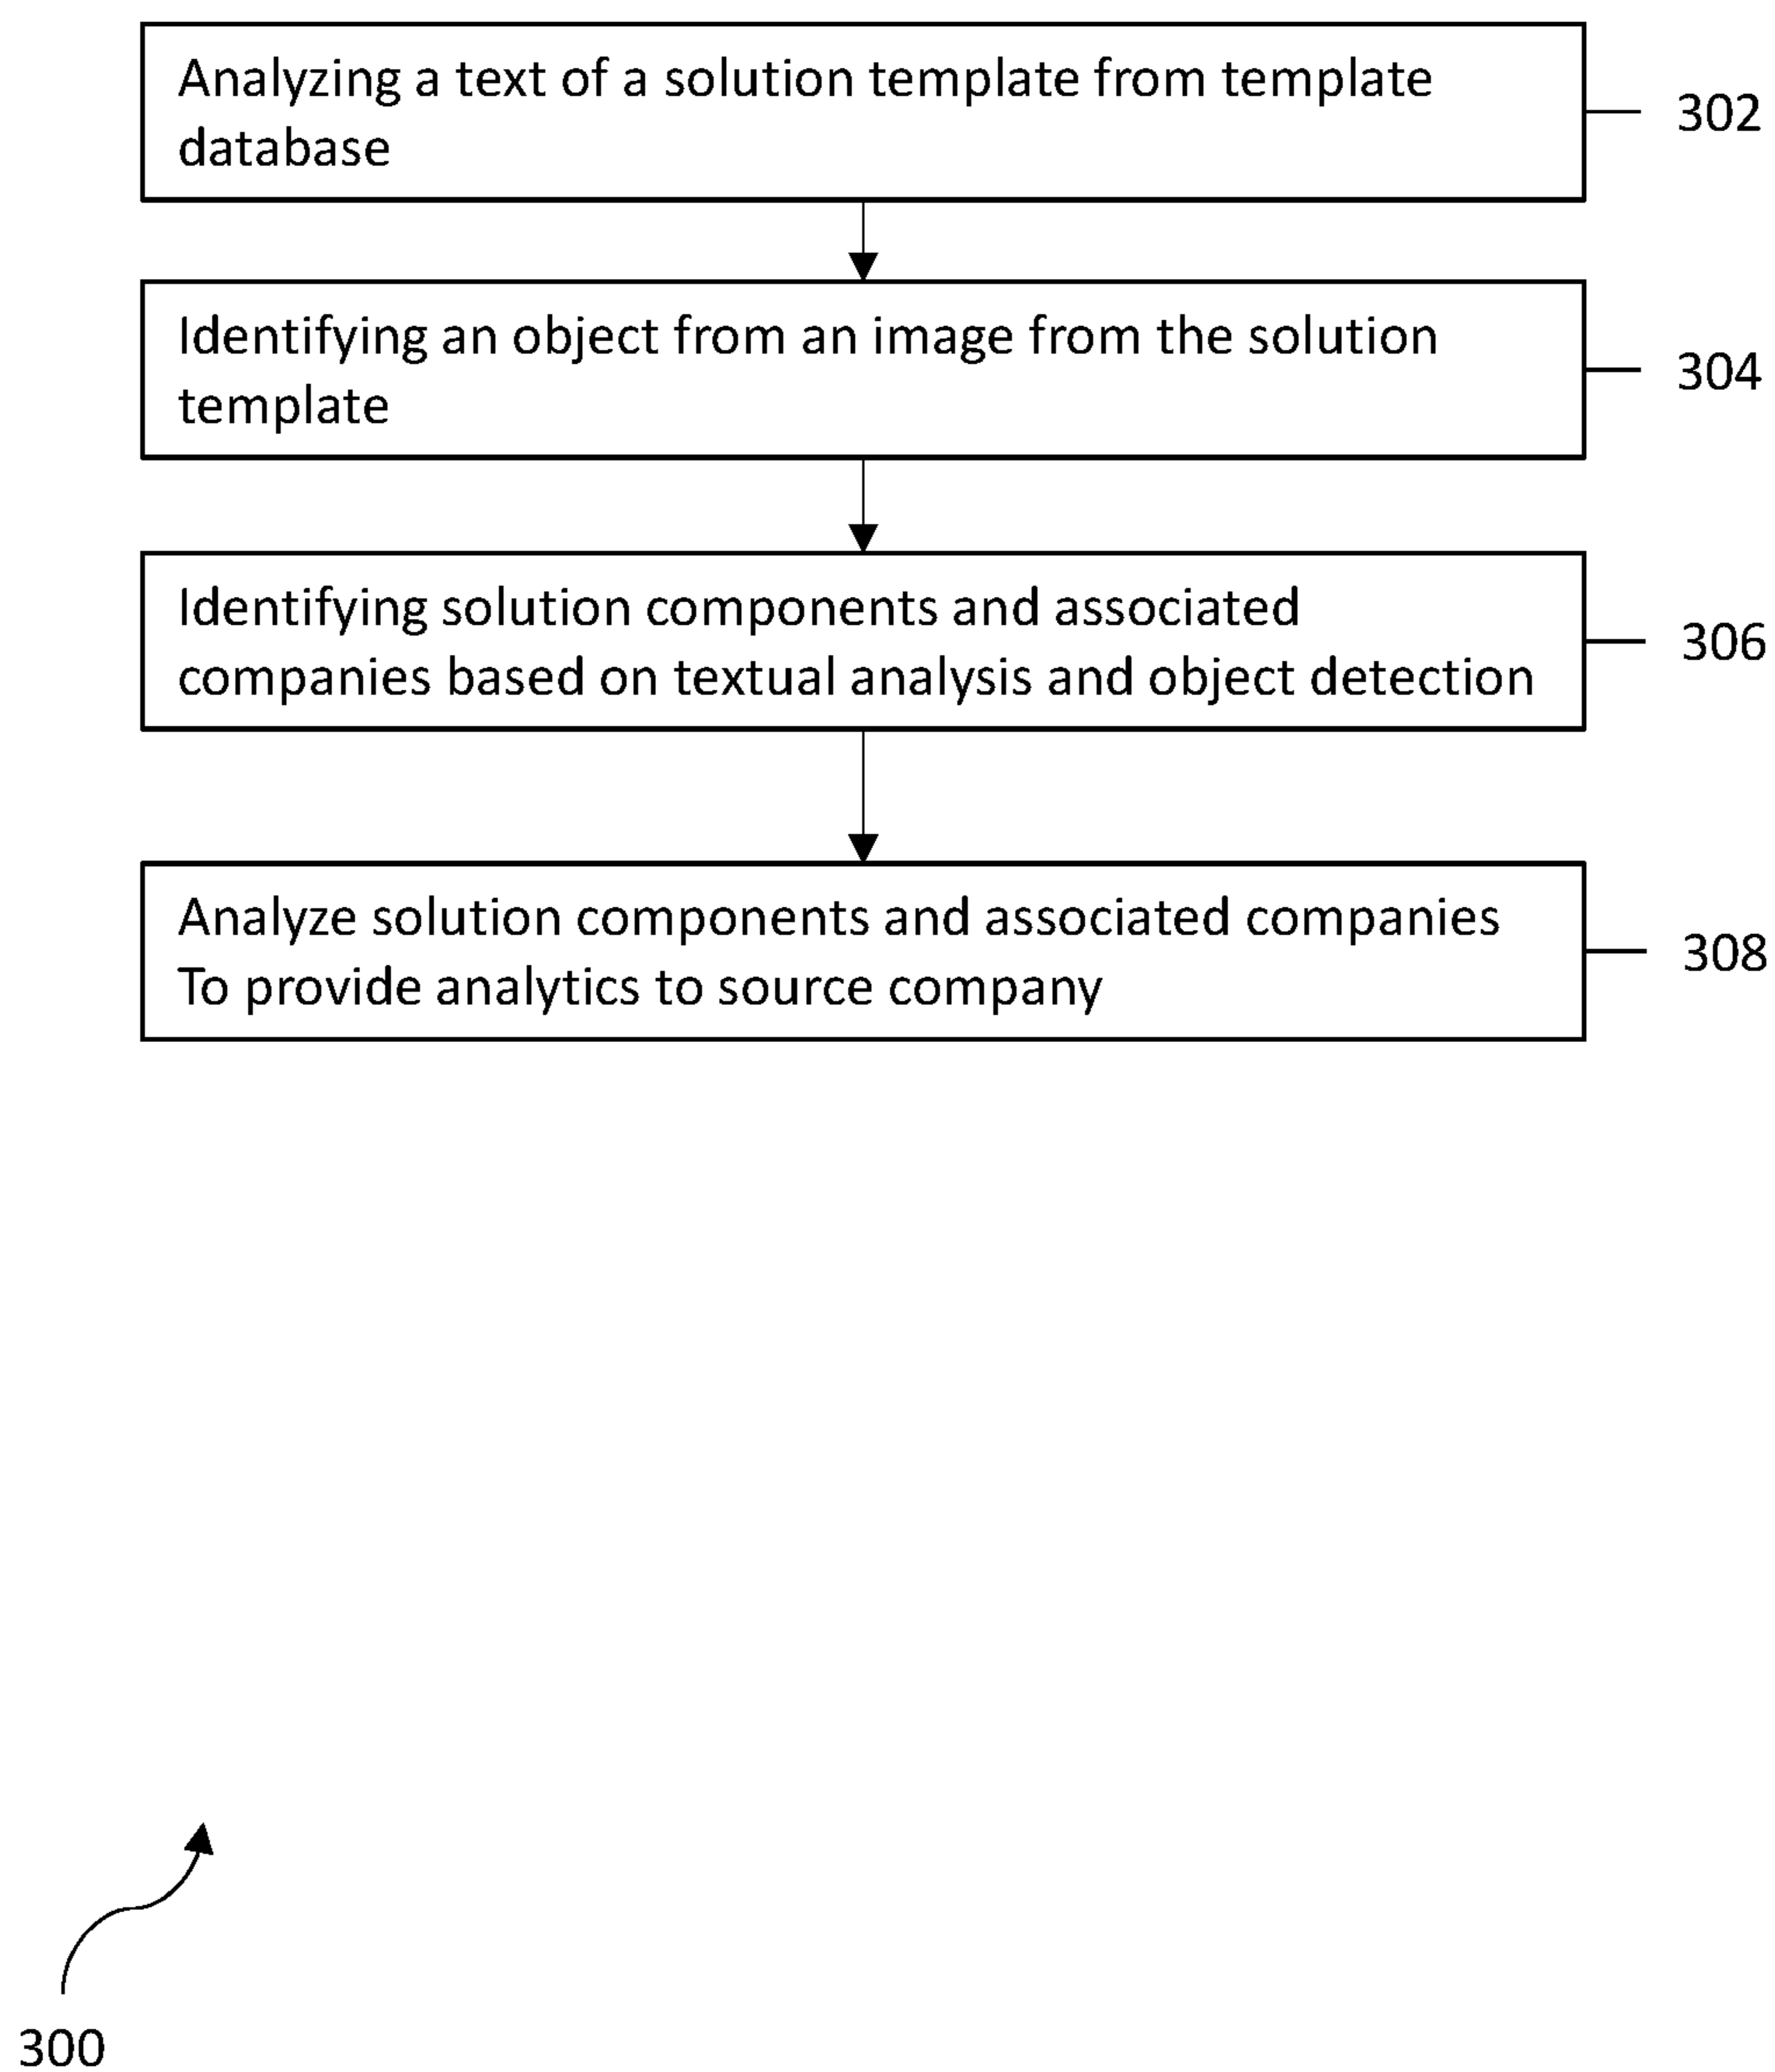 Analyzing a text of a solution template from template
database
302
Identifying an object from an image from the solution
template
304
Identifying solution components and associated
companies based on textual analysis and object detection
306
Analyze solution components and associated companies
To provide analytics to source company
308
300